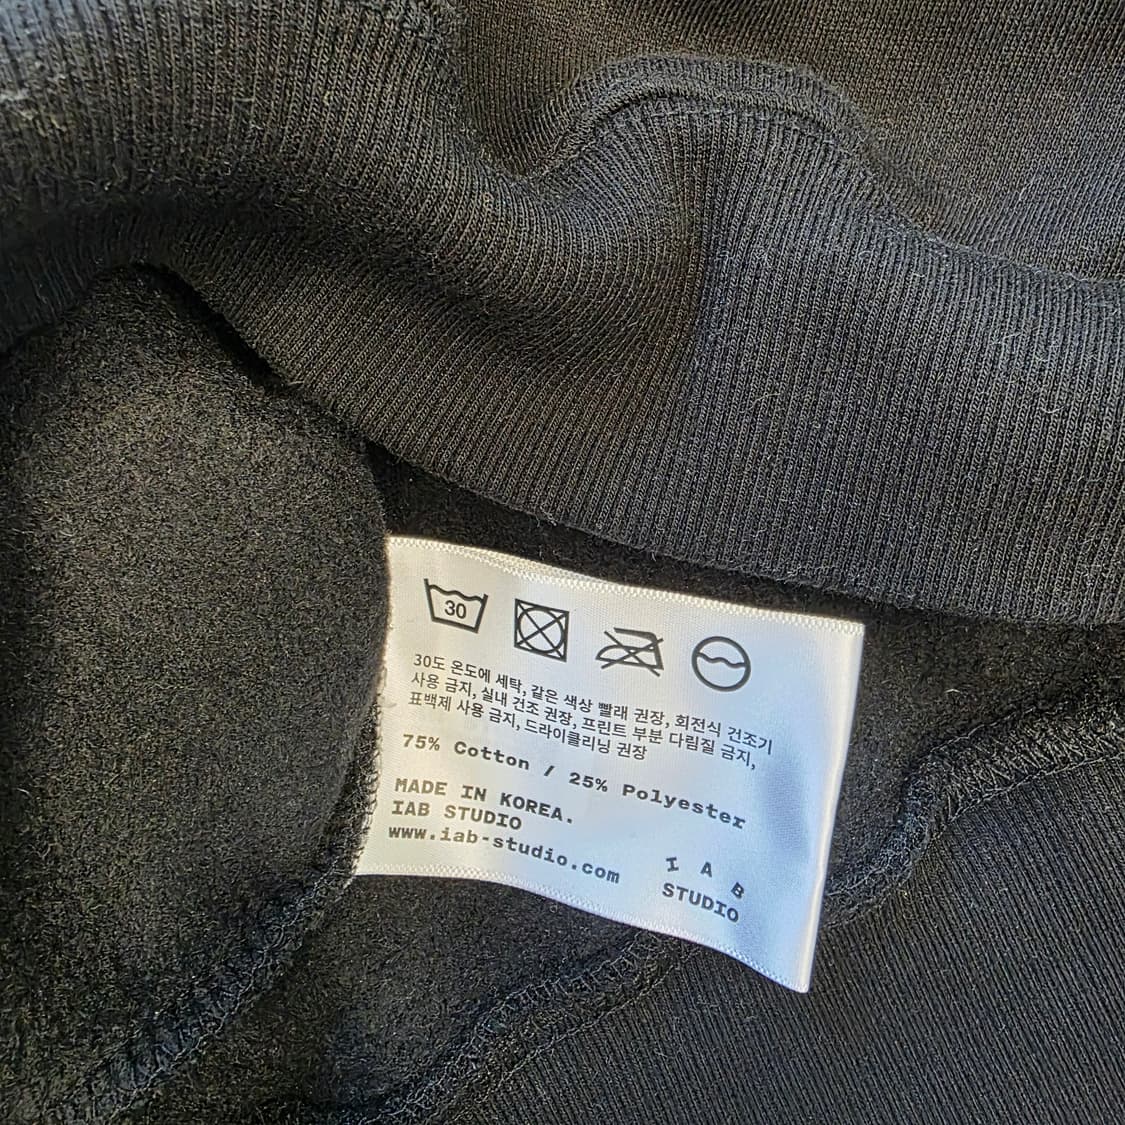 30
30도 온도에 세탁, 같은 색상 빨래 권장, 회전식 건조기
사용 금지, 실내 건조 권장, 프린트 부분 다림질 금지,
표백제 사용 금지, 드라이클리닝 권장
75% Cotton / 25% Polyester
MADE IN KOREA.
IAB STUDIO
www.iab-studio.com
I A B
STUDIO